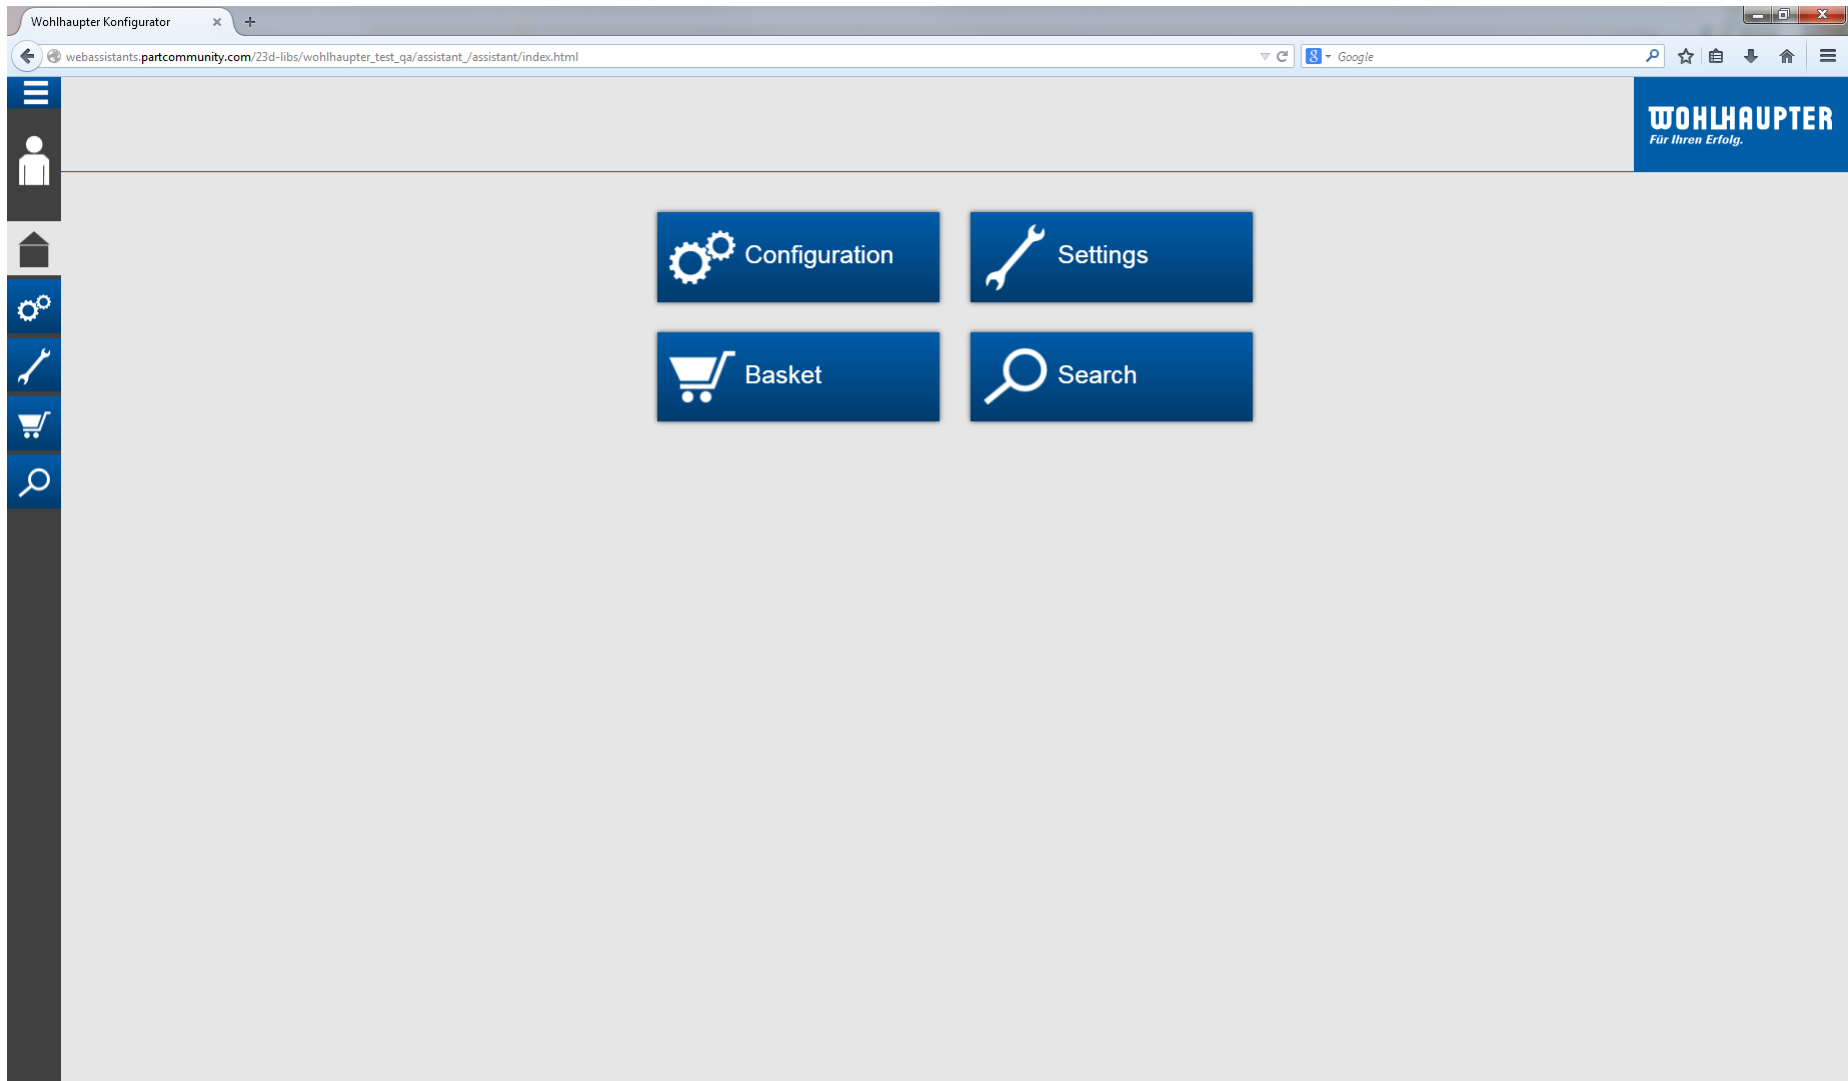 Wohlhaupter Konfigurator
webassistants.partcommunity.com/23d-libs/wohlhaupter_test_qa/assistant_/assistant/index.html
8 Google
WOHLHAUPTER
Für Ihren Erfolg.
Configuration
Settings
Basket
Search